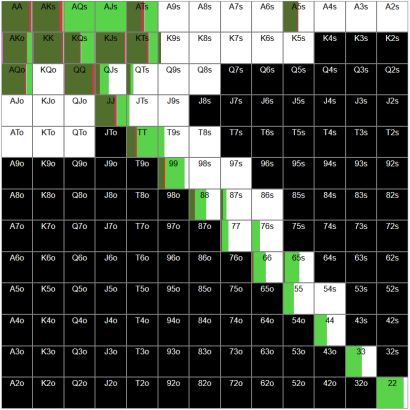 AA AKs AQs AJs ATs A9s A8s A7s A6s A5s A4s A3s A2s
AKo KK KQs KJs KTs K9s K8s K7s K6s K5s K4s K3s K2s
AQo KQo QQ QJs QTs Q9s Q8s Q7s Q6s Q5s Q4s Q3s Q2s
AJo KJo QJo JJ JTs J9s J8s J7s J6s J5s J4s J3s J2s
ATo KTo QTo JTo TT T9s T8s T7s T6s T5s T4s T3s T2s
A9o K9o Q9o J9o T9o 99 98s 97s 96s 95s 94s 93s 92s
A8o K8o Q8o J8o T8o 98o 88 87s 86s 85s 84s 83s 82s
A7o K7o Q7o J7o T7o 97o 87o 77 76s 75s 74s 73s 72s
A6o K6o Q6o J6o T6o 96o 86o 76o 66 65s 64s 63s 62s
A5o K5o Q5o J5o T5o 95o 85o 75o 65o 55 54s 53s 52s
A4o K4o Q4o J4o T4o 94o 84o 74o 64o 54o 44 43s 42s
A3o K3o Q3o J3o T3o 93o 83o 73o 63o 53o 43o 33 32s
A2o K2o Q2o J2o T2o 92o 82o 72o 62o 52o 42o 32o 22